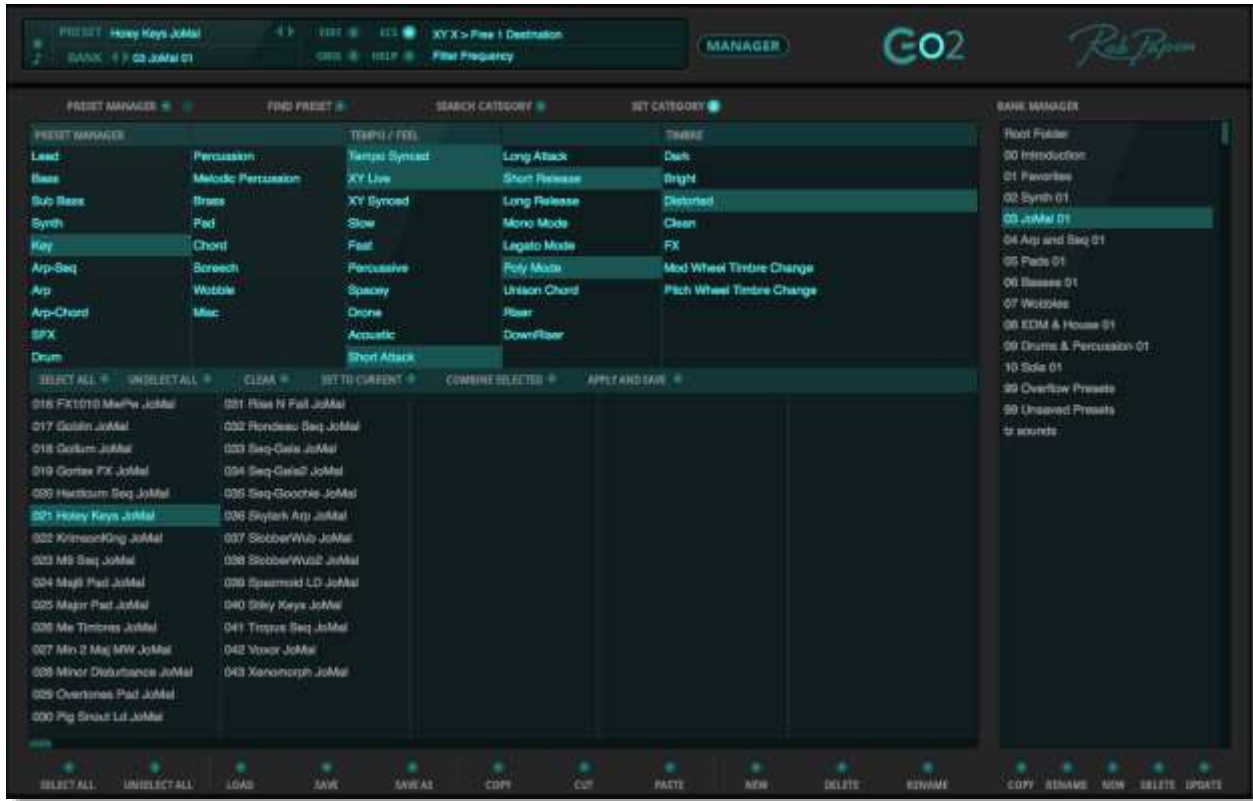 PRESET Holey Keys JoMal EDIT ECS XY X > Free 1 Destination
BANK 03 JoMal 01 HELP Filter Frequency
MANAGER
GO2
Rob Papen
PRESET MANAGER FIND PRESET SEARCH CATEGORY SET CATEGORY BANK MANAGER
PRESET MANAGER TEMPO / FEEL TIMBRE
Lead Percussion Tempo Synced Long Attack Dark
Bass Melodic Percussion XY Live Short Release Bright
Sub Bass Brass XY Synced Long Release Distorted
Synth Pad Slow Mono Mode Clean
Key Chord Fast Legato Mode FX
Arp-Seq Screech Percussive Poly Mode Mod Wheel Timbre Change
Arp Wobble Spacey Unison Chord Pitch Wheel Timbre Change
Arp-Chord Misc Drone Riser
SFX Acoustic DownRiser
Drum Short Attack
SELECT ALL UNSELECT ALL CLEAR SET TO CURRENT COMBINE SELECTED APPLY AND SAVE
016 FX1010 MwPw JoMal 031 Rise N Fall JoMal
017 Goblin JoMal 032 Rondeau Seq JoMal
018 Gollum JoMal 033 Seq-Gala JoMal
019 Gortex FX JoMal 034 Seq-Gala2 JoMal
020 Seq JoMal 035 Seq-Goochie JoMal
021 Holey Keys JoMal 036 Skylark Arp JoMal
022 KrimsonKing JoMal 037 SlobberWub JoMal
023 M9 Seq JoMal 038 SlobberWub2 JoMal
024 Maj6 Pad JoMal 039 Spazmoid LD JoMal
025 Major Pad JoMal 040 Stiky Keys JoMal
026 Me Timbres JoMal 041 Tropus Seq JoMal
027 Min 2 Maj MW JoMal 042 Voxor JoMal
028 Minor Disturbance JoMal 043 Xenomorph JoMal
029 Overtones Pad JoMal
030 Pig Snout Ld JoMal
Root Folder
00 Introduction
01 Favorites
02 Synth 01
03 JoMal 01
04 Arp and Seq 01
05 Pads 01
06 Basses 01
07 Wobbles
08 EDM & House 01
09 Drums & Percussion 01
10 Sole 01
99 Overflow Presets
99 Unsaved Presets
tz sounds
SELECT ALL UNSELECT ALL LOAD SAVE SAVE AS COPY CUT PASTE NEW DELETE RENAME COPY RENAME NEW DELETE UPDATE